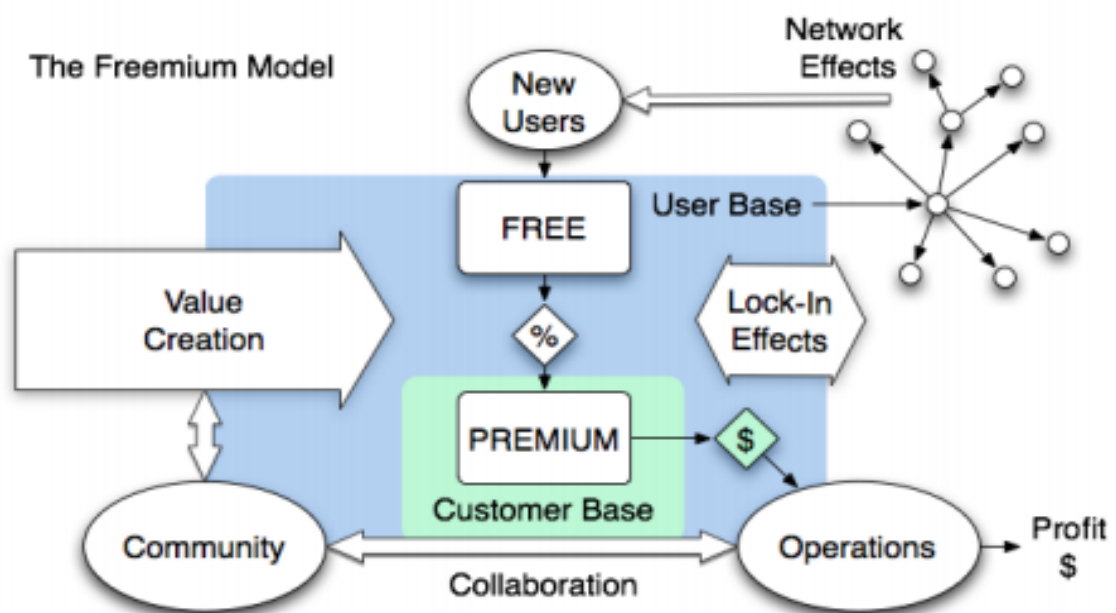 The Freemium Model
New
Users
Network
Effects
FREE
User Base
Value
Creation
%
Lock-In
Effects
PREMIUM
$
Customer Base
Community
Collaboration
Operations
Profit
$